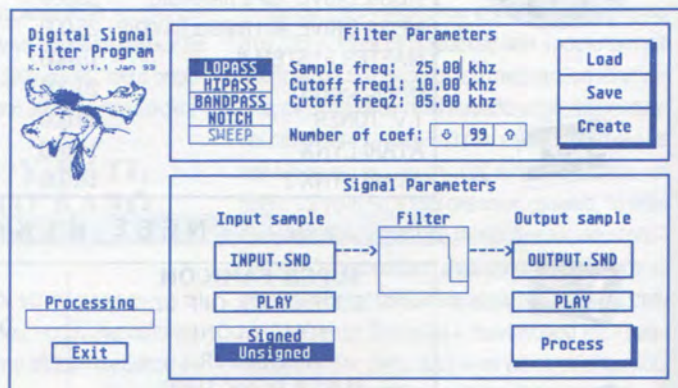 Digital Signal
Filter Program
K. Lord V1.1 Jan 93
Filter Parameters
LOPASS
HIPASS
BANDPASS
NOTCH
SWEEP
Sample freq: 25.00 khz
Cutoff freq1: 10.00 khz
Cutoff freq2: 05.00 khz
Number of coef: ⇩ 99 ⇧
Load
Save
Create
Signal Parameters
Input sample
Filter
Output sample
INPUT.SND
OUTPUT.SND
PLAY
PLAY
Processing
Exit
Signed
Unsigned
Process